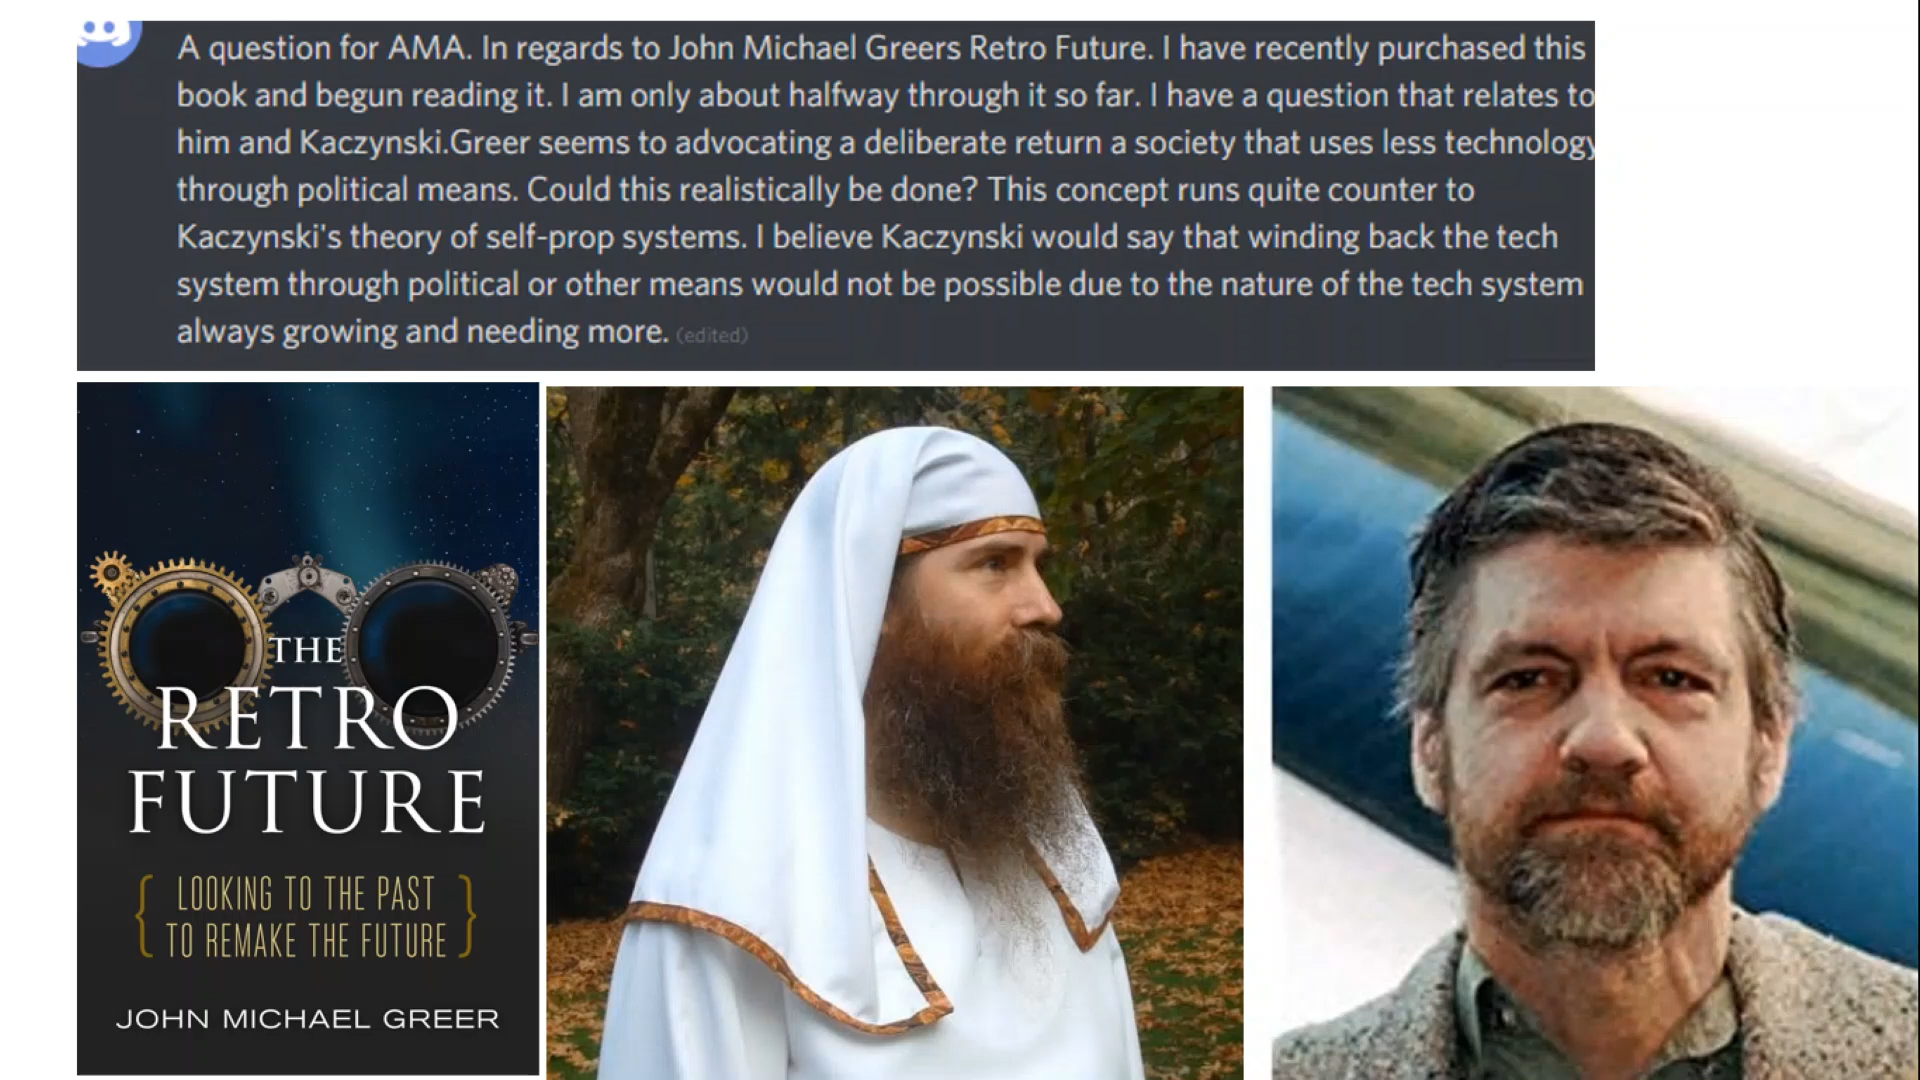 A question for AMA. In regards to John Michael Greers Retro Future. I have recently purchased this
book and begun reading it. I am only about halfway through it so far. I have a question that relates to
him and Kaczynski.Greer seems to advocating a deliberate return a society that uses less technology
through political means. Could this realistically be done? This concept runs quite counter to
Kaczynski's theory of self-prop systems. I believe Kaczynski would say that winding back the tech
system through political or other means would not be possible due to the nature of the tech system
always growing and needing more. (edited)
THE
RETRO
FUTURE
{ LOOKING TO THE PAST
TO REMAKE THE FUTURE }
JOHN MICHAEL GREER